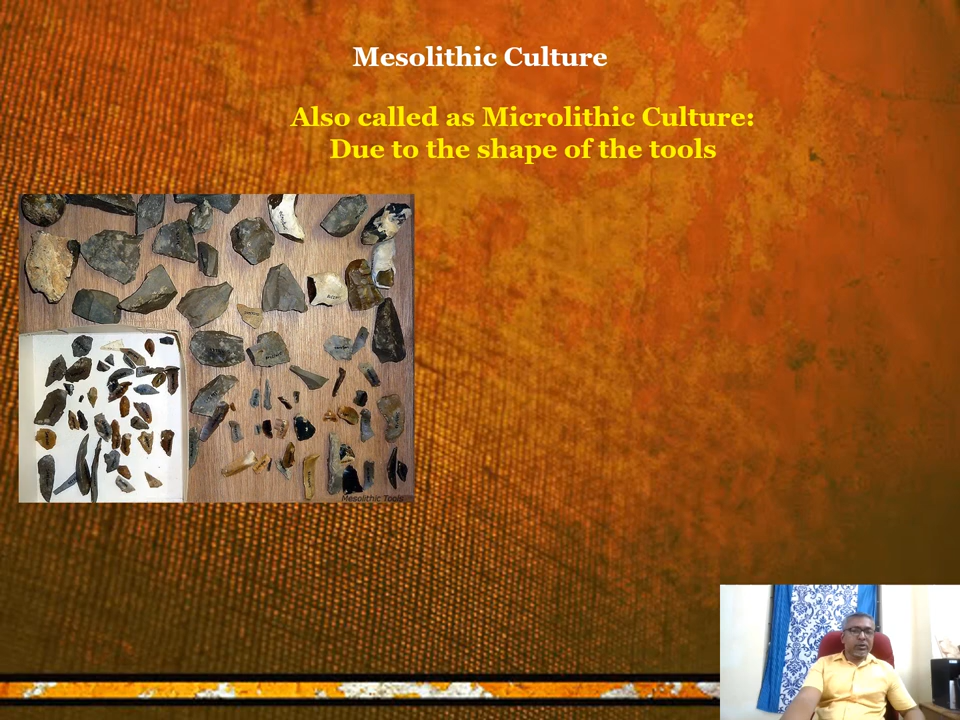 Mesolithic Culture
Also called as Microlithic Culture:
Due to the shape of the tools
Mesolithic Tools